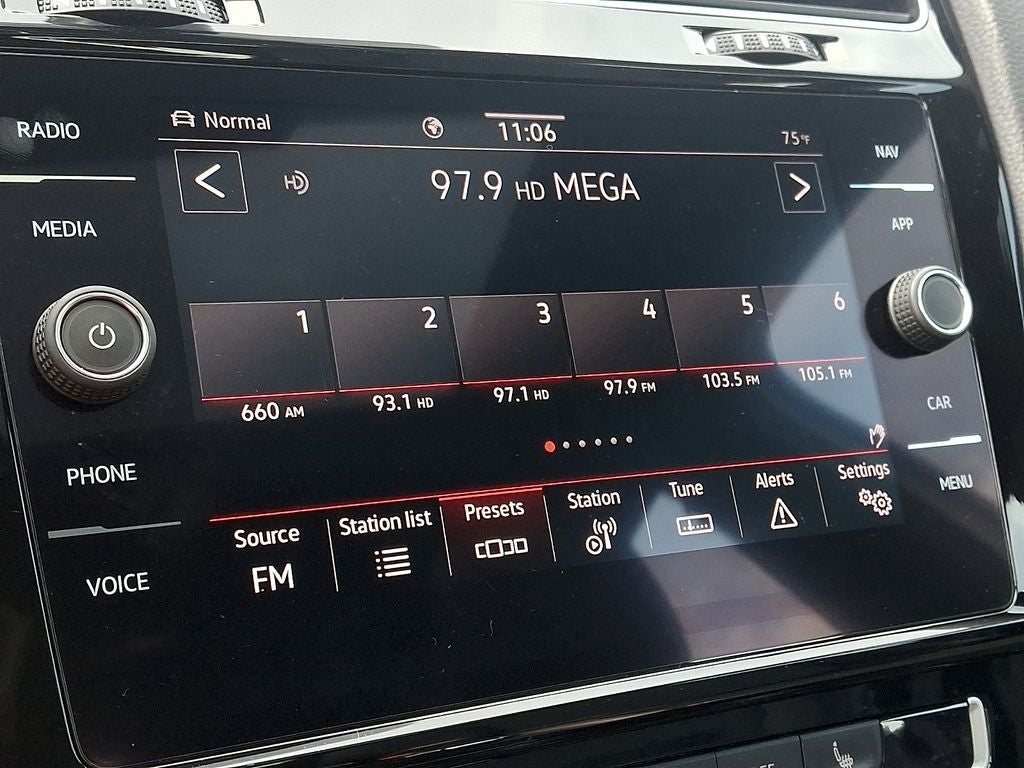 RADIO
MEDIA
PHONE
VOICE
Normal
11:06
75°F
HD
97.9 HD MEGA
1 2 3 4 5 6
660 AM 93.1 HD 97.1 HD 97.9 FM 103.5 FM 105.1 FM
Source Station list Presets Station Tune Alerts Settings
FM
NAV
APP
CAR
MENU